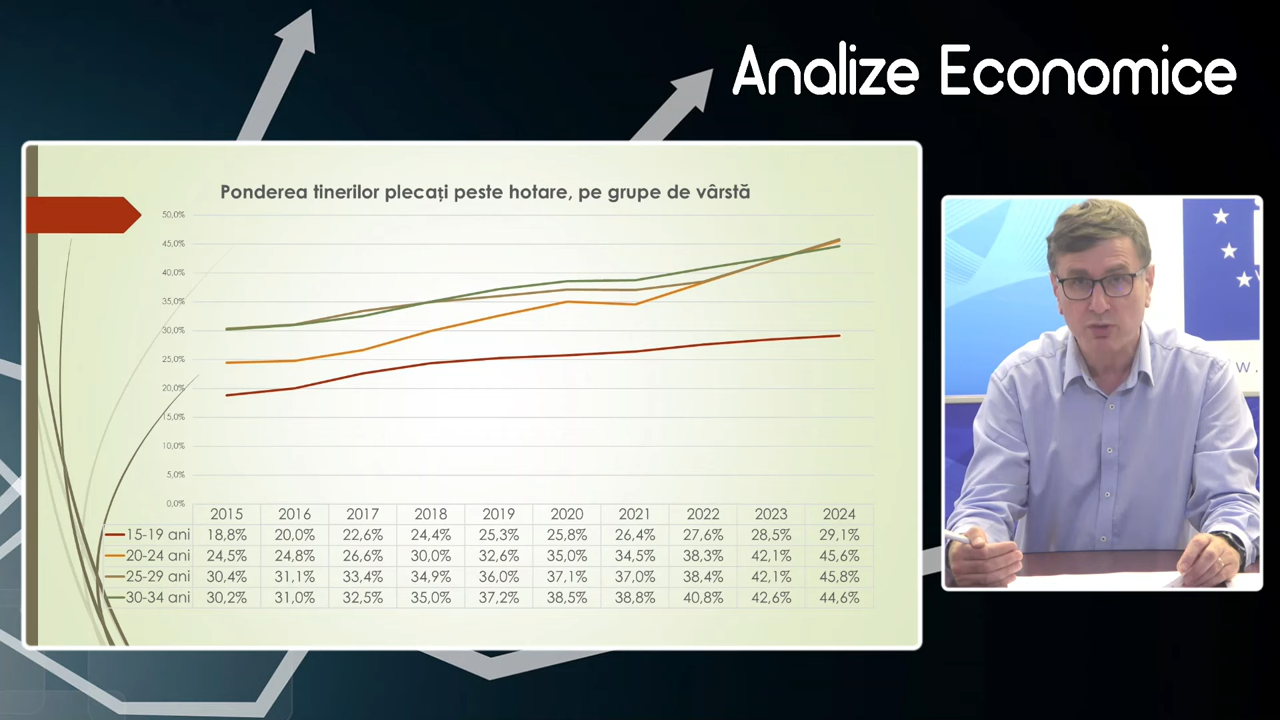 Analize Economice
Ponderea tinerilor plecați peste hotare, pe grupe de vârstă
50,0%
45,0%
40,0%
35,0%
30,0%
25,0%
20,0%
15,0%
10,0%
5,0%
0,0%
2015 2016 2017 2018 2019 2020 2021 2022 2023 2024
15-19 ani 18,8% 20,0% 22,6% 24,4% 25,3% 25,8% 26,4% 27,6% 28,5% 29,1%
20-24 ani 24,5% 24,8% 26,6% 30,0% 32,6% 35,0% 34,5% 38,3% 42,1% 45,6%
25-29 ani 30,4% 31,1% 33,4% 34,9% 36,0% 37,1% 37,0% 38,4% 42,1% 45,8%
30-34 ani 30,2% 31,0% 32,5% 35,0% 37,2% 38,5% 38,8% 40,8% 42,6% 44,6%
w.